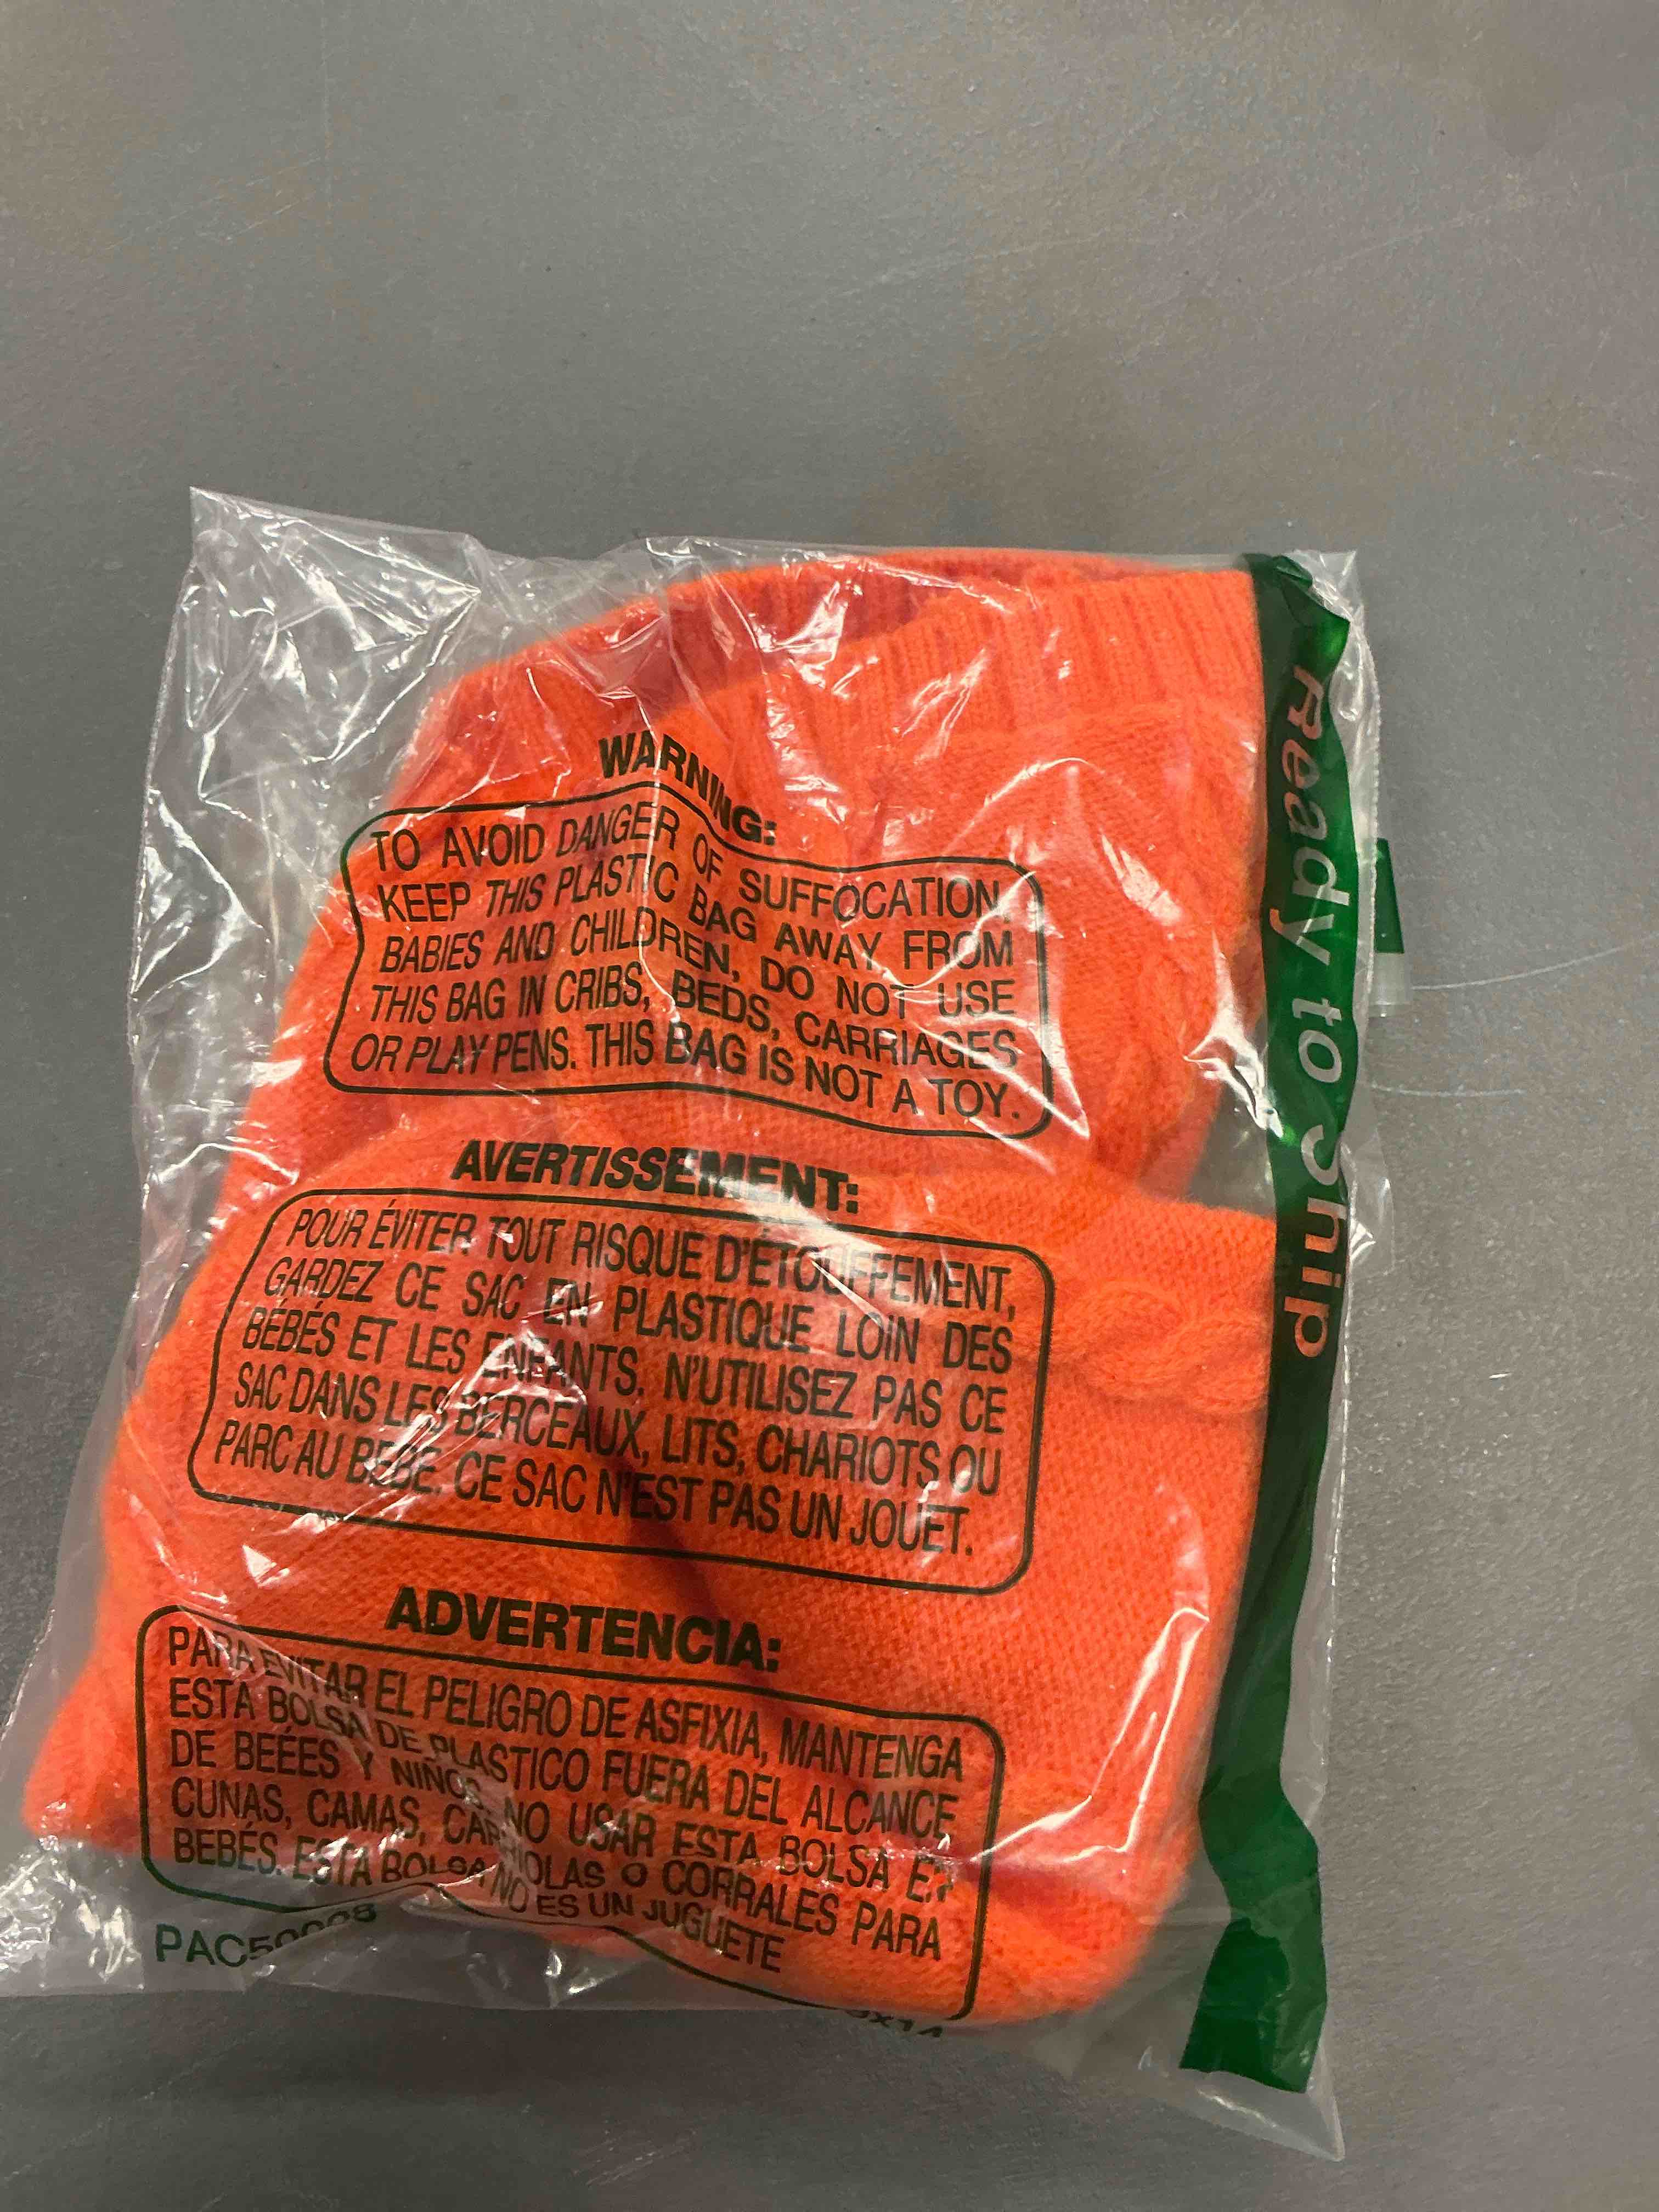 WARNING:
TO AVOID DANGER OF SUFFOCATION,
KEEP THIS PLASTIC BAG AWAY FROM
BABIES AND CHILDREN, DO NOT USE
THIS BAG IN CRIBS, BEDS, CARRIAGES
OR PLAY PENS. THIS BAG IS NOT A TOY.
AVERTISSEMENT:
POUR ÉVITER TOUT RISQUE D'ÉTOUFFEMENT,
GARDEZ CE SAC EN PLASTIQUE LOIN DES
BÉBÉS ET LES ENFANTS. N'UTILISEZ PAS CE
SAC DANS LES BERCEAUX, LITS, CHARIOTS OU
PARC AU BEBE. CE SAC N'EST PAS UN JOUET.
ADVERTENCIA:
PARA EVITAR EL PELIGRO DE ASFIXIA, MANTENGA
ESTA BOLSA DE PLASTICO FUERA DEL ALCANCE
DE BEÉES Y NIÑOS NO USAR ESTA BOLSA EN
CUNAS, CAMAS, CARRIOLAS O CORRALES PARA
BEBÉS. ESTA BOLSA NO ES UN JUGUETE
Ready to Ship